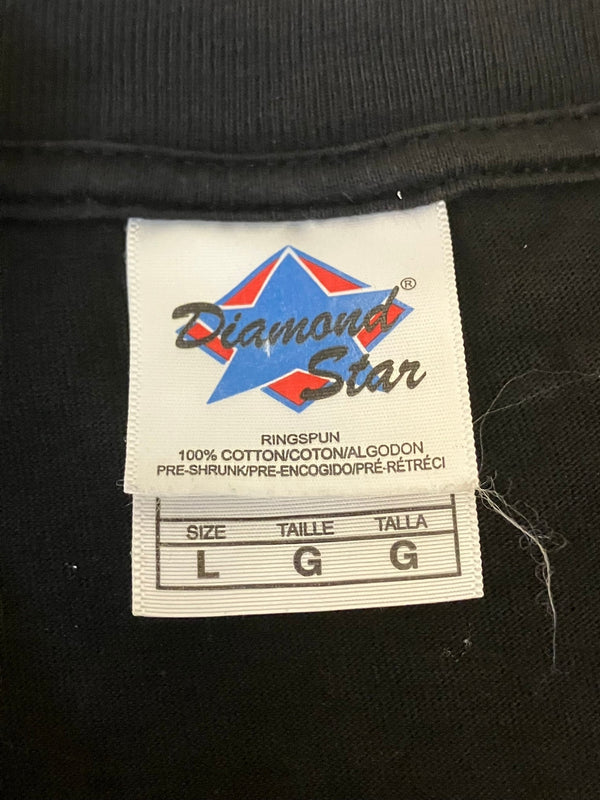 Diamond®
Star
RINGSPUN
100% COTTON/COTON/ALGODON
PRE-SHRUNK/PRE-ENCOGIDO/PRÉ-RÉTRÉCI
SIZE TAILLE TALLA
L G G